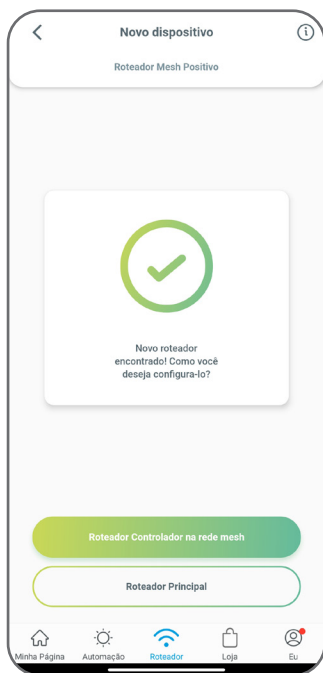 Novo dispositivo
Roteador Mesh Positivo
Novo roteador
encontrado! Como você
deseja configura-lo?
Roteador Controlador na rede mesh
Roteador Principal
Minha Página Automação Roteador Loja Eu